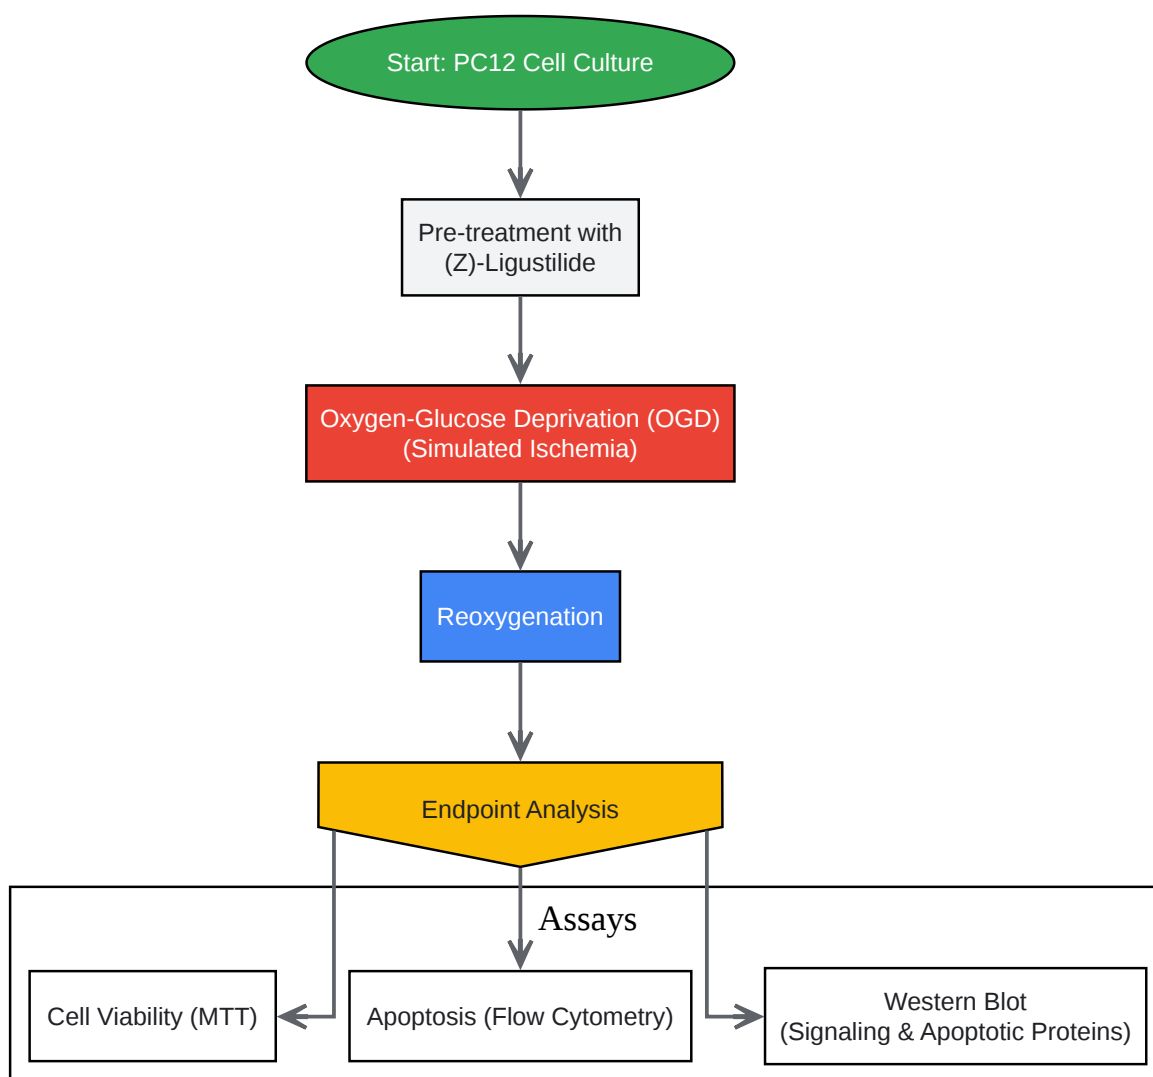 Start: PC12 Cell Culture
Pre-treatment with
(Z)-Ligustilide
Oxygen-Glucose Deprivation (OGD)
(Simulated Ischemia)
Reoxygenation
Endpoint Analysis
Assays
Cell Viability (MTT)
Apoptosis (Flow Cytometry)
Western Blot
(Signaling & Apoptotic Proteins)